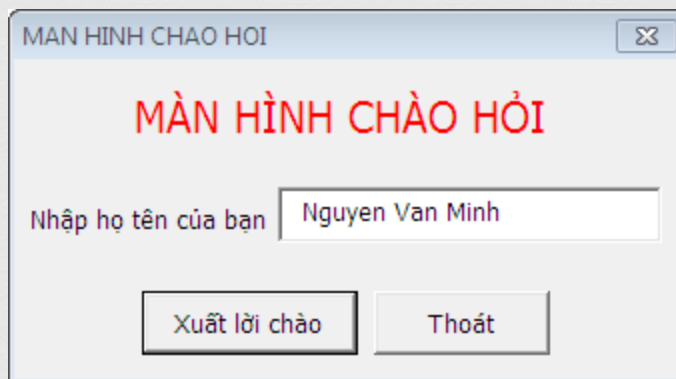 MAN HINH CHAO HOI
MÀN HÌNH CHÀO HỎI
Nhập họ tên của bạn Nguyen Van Minh
Xuất lời chào Thoát